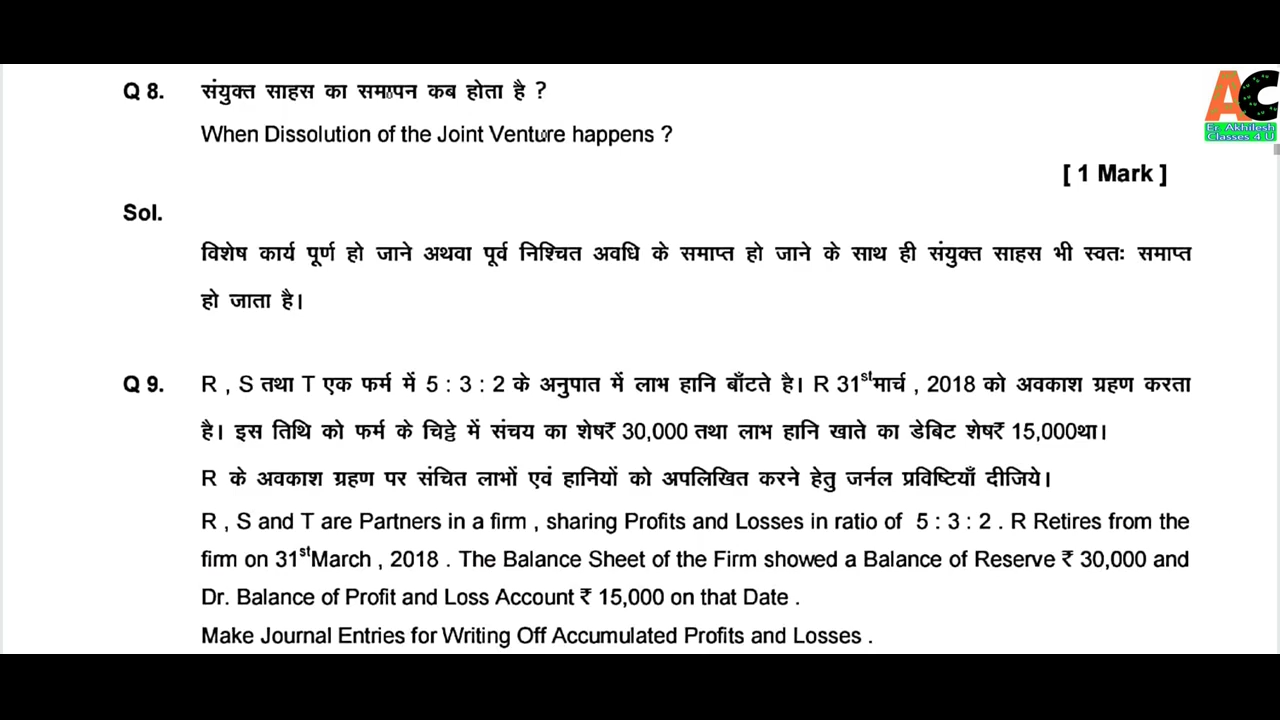 AC
Er. Akhilesh
Classes 4 U
Q 8. संयुक्त साहस का समापन कब होता है ?
When Dissolution of the Joint Venture happens ?
[ 1 Mark ]
Sol.
विशेष कार्य पूर्ण हो जाने अथवा पूर्व निश्चित अवधि के समाप्त हो जाने के साथ ही संयुक्त साहस भी स्वतः समाप्त
हो जाता है।
Q 9. R , S तथा T एक फर्म में 5 : 3 : 2 के अनुपात में लाभ हानि बाँटते है। R 31st मार्च , 2018 को अवकाश ग्रहण करता
है। इस तिथि को फर्म के चिट्ठे में संचय का शेष₹ 30,000 तथा लाभ हानि खाते का डेबिट शेष₹ 15,000था।
R के अवकाश ग्रहण पर संचित लाभों एवं हानियों को अपलिखित करने हेतु जर्नल प्रविष्टियाँ दीजिये।
R , S and T are Partners in a firm , sharing Profits and Losses in ratio of 5 : 3 : 2 . R Retires from the
firm on 31st March , 2018 . The Balance Sheet of the Firm showed a Balance of Reserve ₹ 30,000 and
Dr. Balance of Profit and Loss Account ₹ 15,000 on that Date .
Make Journal Entries for Writing Off Accumulated Profits and Losses .